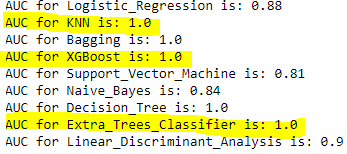 AUC for Logistic_Regression is: 0.88
AUC for KNN is: 1.0
AUC for Bagging is: 1.0
AUC for XGBoost is: 1.0
AUC for Support_Vector_Machine is: 0.81
AUC for Naive_Bayes is: 0.84
AUC for Decision_Tree is: 1.0
AUC for Extra_Trees_Classifier is: 1.0
AUC for Linear_Discriminant_Analysis is: 0.9